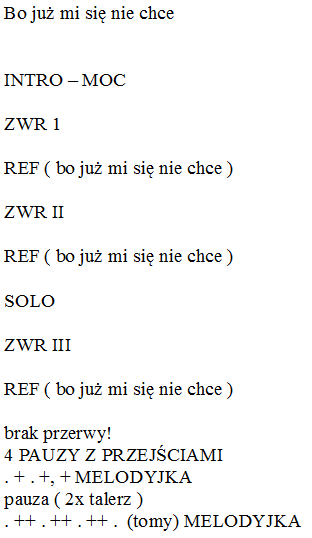 Bo już mi się nie chce
INTRO – MOC
ZWR 1
REF ( bo już mi się nie chce )
ZWR II
REF ( bo już mi się nie chce )
SOLO
ZWR III
REF ( bo już mi się nie chce )
brak przerwy!
4 PAUZY Z PRZEJŚCIAMI
. + . +, + MELODYJKA
pauza ( 2x talerz )
. ++ . ++ . ++ .  (tomy) MELODYJKA